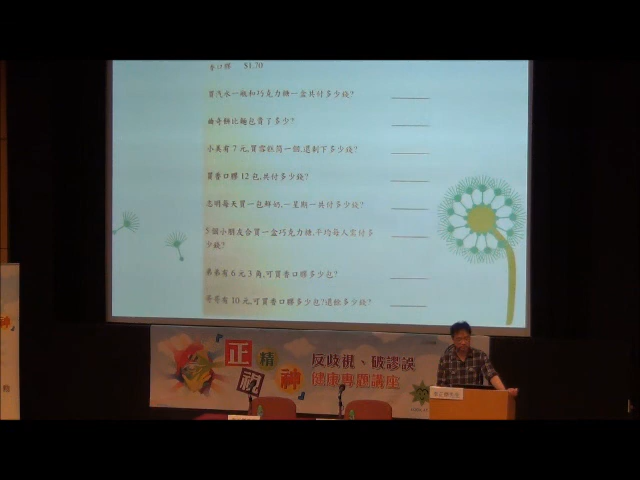 香口膠 $1.70
買汽水一瓶和巧克力糖一盒共付多少錢?
曲奇餅比麵包貴了多少?
小美有7元,買雪糕筒一個,還剩下多少錢?
買香口膠12包,共付多少錢?
志明每天買一包鮮奶,一星期一共付多少錢?
5個小朋友合買一盒巧克力糖,平均每人需付多
少錢?
弟弟有6元3角,可買香口膠多少包?
哥哥有10元,可買香口膠多少包?還餘多少錢?
『正視精神』
反歧視、破謬誤
健康專題講座
神